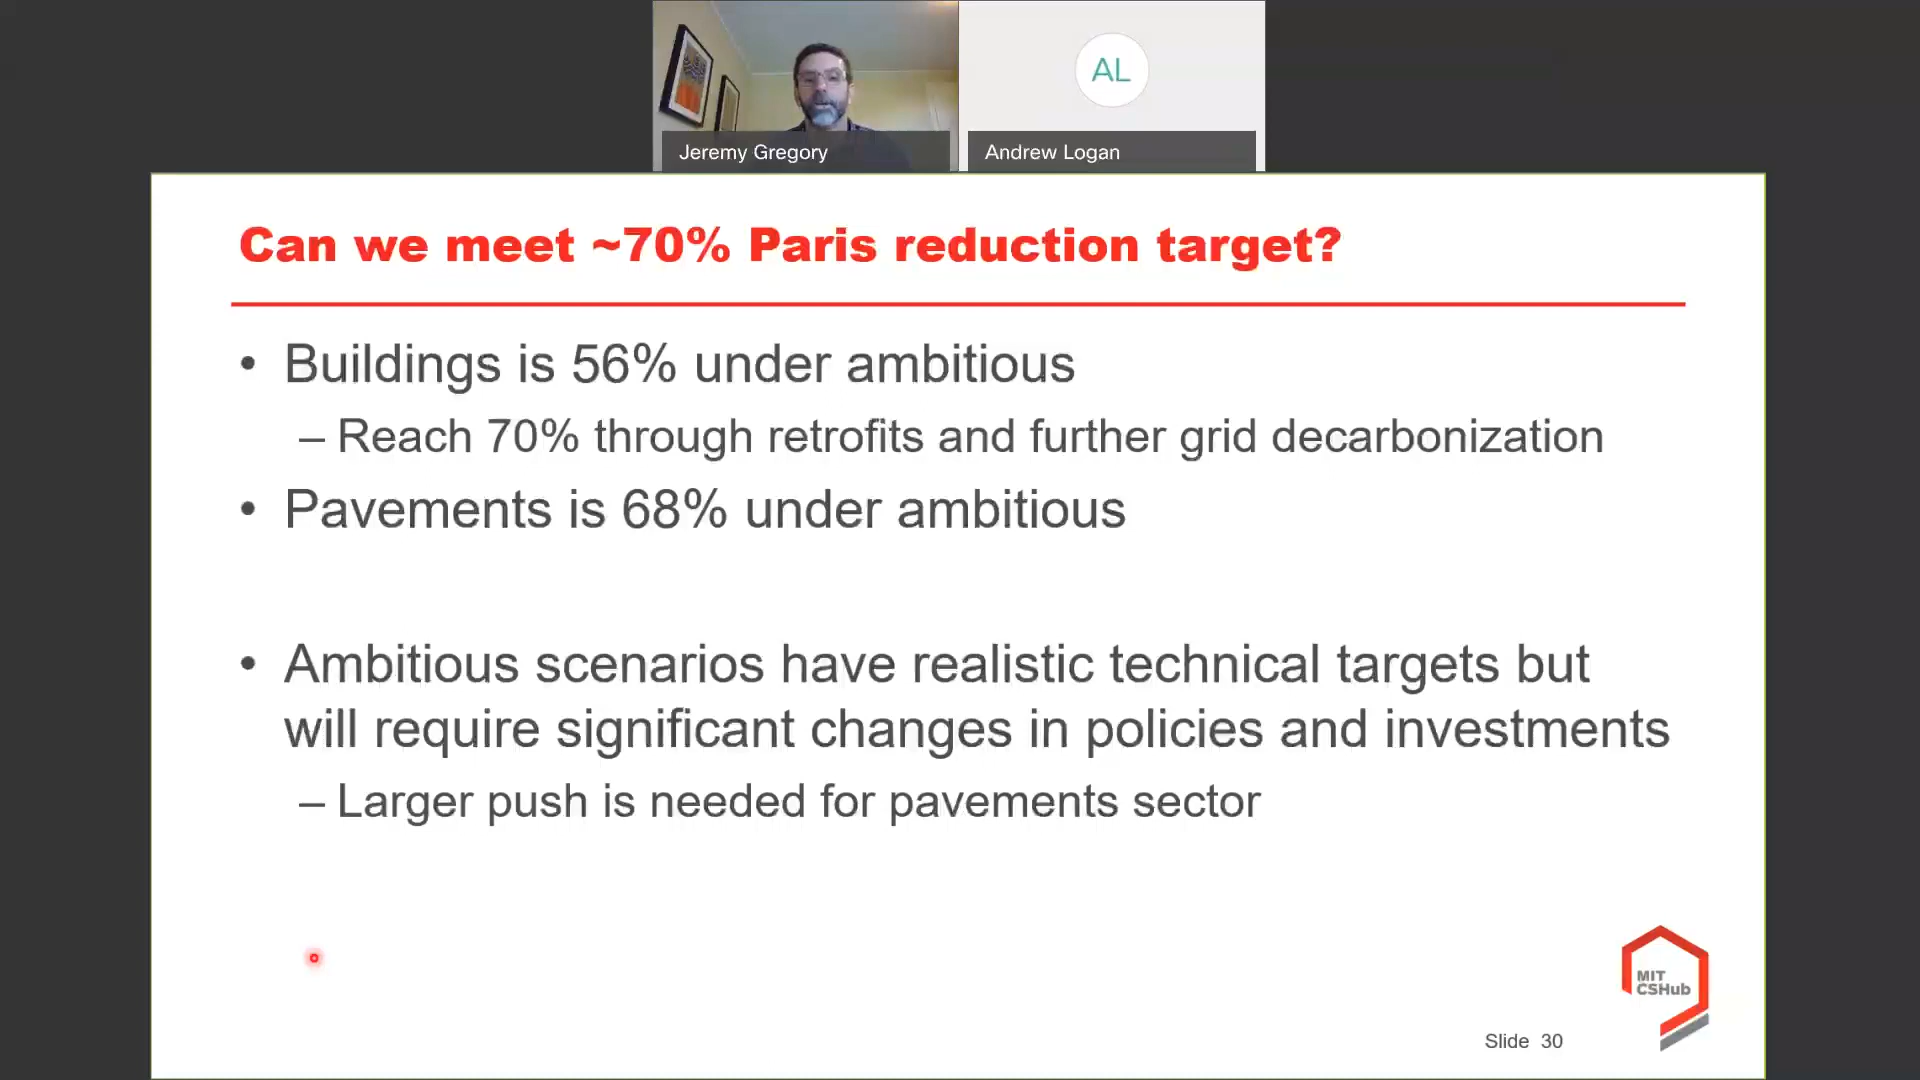 AL
Jeremy Gregory
Andrew Logan
Can we meet ~70% Paris reduction target?
• Buildings is 56% under ambitious
– Reach 70% through retrofits and further grid decarbonization
• Pavements is 68% under ambitious
• Ambitious scenarios have realistic technical targets but
will require significant changes in policies and investments
– Larger push is needed for pavements sector
MIT
CSHub
Slide 30